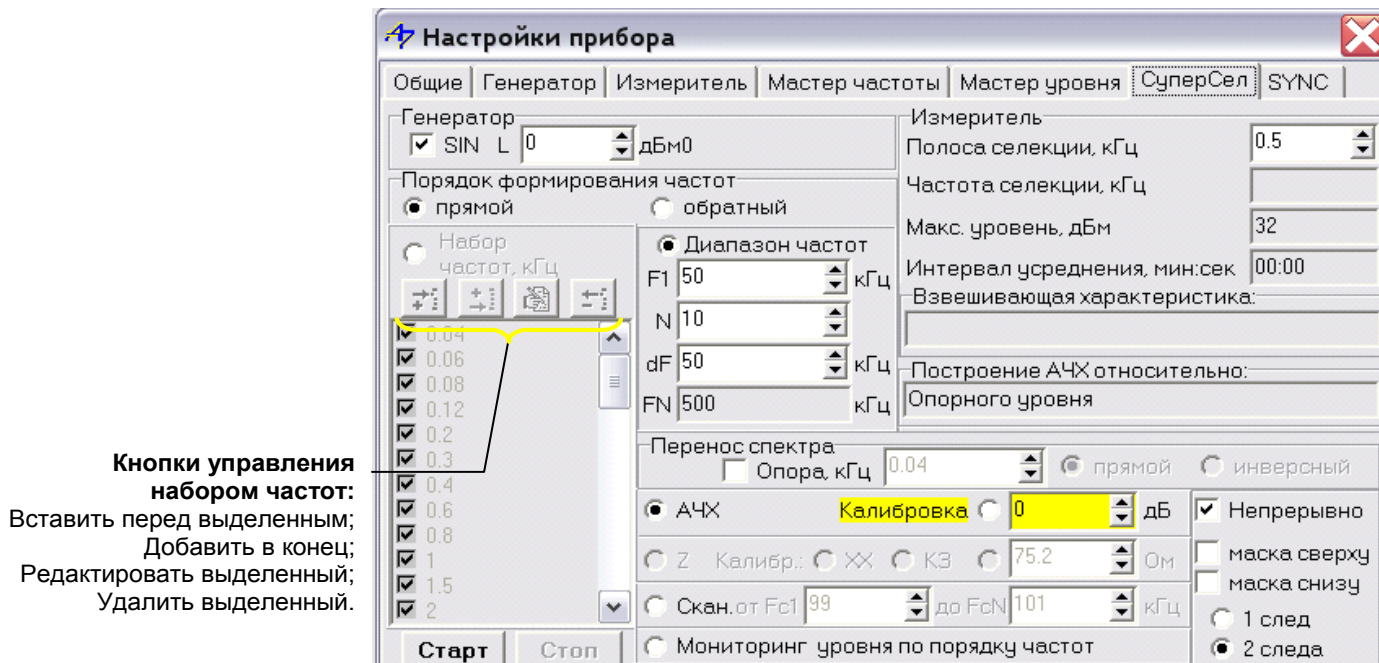 Настройки прибора
Общие Генератор Измеритель Мастер частоты Мастер уровня СуперСел SYNC
Генератор
SIN L 0 дБм0
Порядок формирования частот
прямой обратный
Набор частот, кГц
0.04
0.06
0.08
0.12
0.2
0.3
0.4
0.6
0.8
1
1.5
2
Старт Стоп
Диапазон частот
F1 50 кГц
N 10
dF 50 кГц
FN 500 кГц
Измеритель
Полоса селекции, кГц 0.5
Частота селекции, кГц
Макс. уровень, дБм 32
Интервал усреднения, мин:сек 00:00
Взвешивающая характеристика:
Построение АЧХ относительно:
Опорного уровня
Перенос спектра
Опора, кГц 0.04 прямой инверсный
АЧХ Калибровка 0 дБ
Z Калибр.: XX КЗ 75.2 Ом
Скан. от Fc1 99 до FcN 101 кГц
Мониторинг уровня по порядку частот
Непрерывно
маска сверху
маска снизу
1 след
2 следа
Кнопки управления
набором частот:
Вставить перед выделенным;
Добавить в конец;
Редактировать выделенный;
Удалить выделенный.